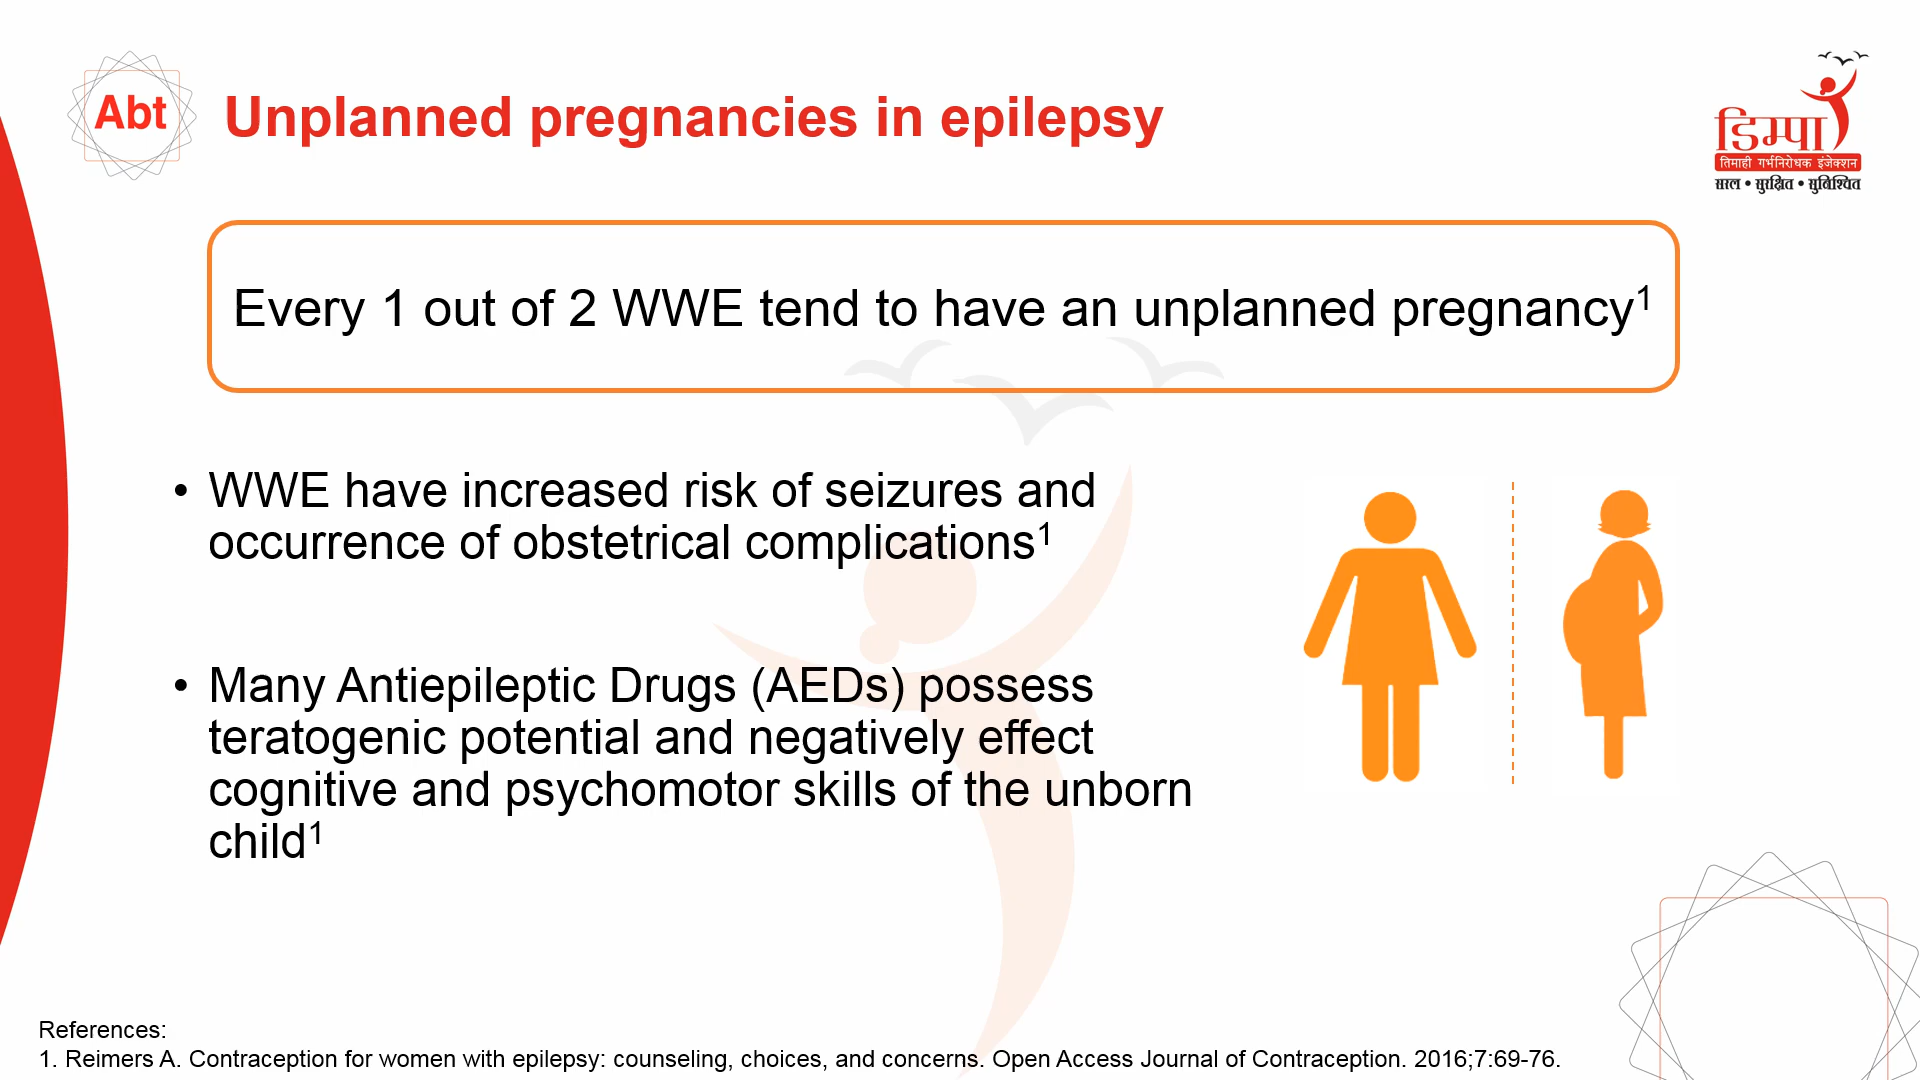 Abt
Unplanned pregnancies in epilepsy
डिम्पा
तिमाही गर्भनिरोधक इंजेक्शन
सरल • सुरक्षित • सुनिश्चित
Every 1 out of 2 WWE tend to have an unplanned pregnancy¹
• WWE have increased risk of seizures and
occurrence of obstetrical complications¹
• Many Antiepileptic Drugs (AEDs) possess
teratogenic potential and negatively effect
cognitive and psychomotor skills of the unborn
child¹
References:
1. Reimers A. Contraception for women with epilepsy: counseling, choices, and concerns. Open Access Journal of Contraception. 2016;7:69-76.